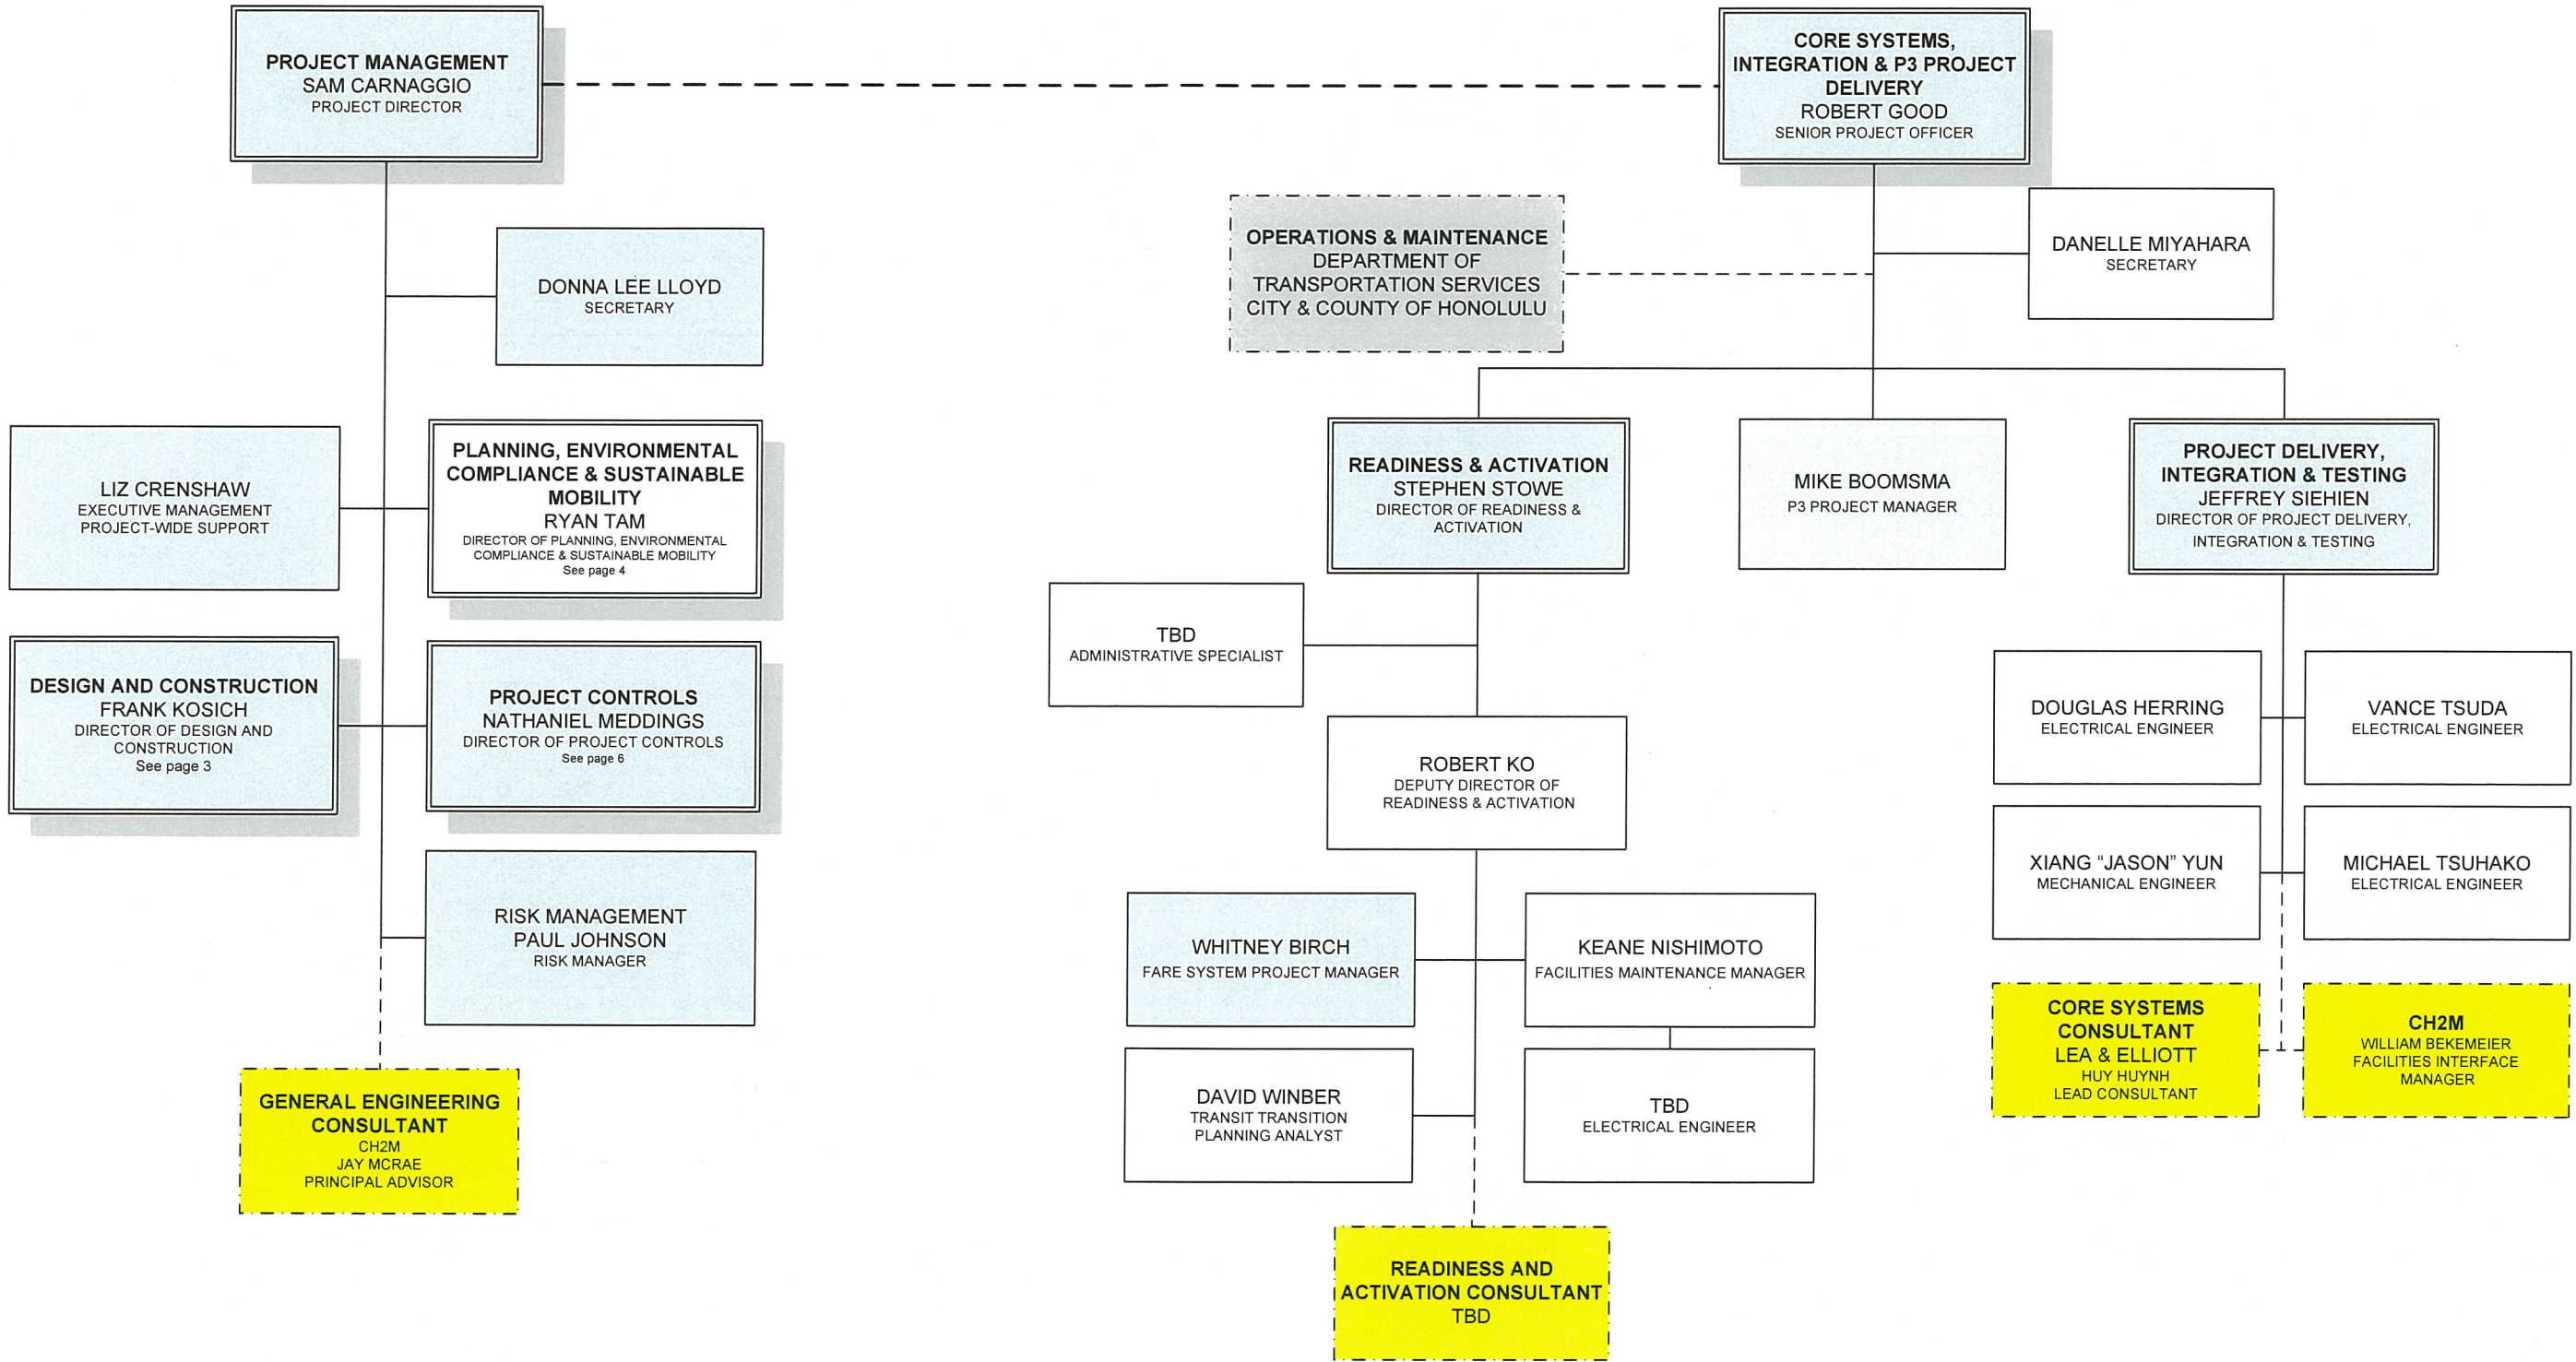 PROJECT MANAGEMENT
SAM CARNAGGIO
PROJECT DIRECTOR
CORE SYSTEMS,
INTEGRATION & P3 PROJECT
DELIVERY
ROBERT GOOD
SENIOR PROJECT OFFICER
OPERATIONS & MAINTENANCE
DEPARTMENT OF
TRANSPORTATION SERVICES
CITY & COUNTY OF HONOLULU
DANELLE MIYAHARA
SECRETARY
DONNA LEE LLOYD
SECRETARY
LIZ CRENSHAW
EXECUTIVE MANAGEMENT
PROJECT-WIDE SUPPORT
PLANNING, ENVIRONMENTAL
COMPLIANCE & SUSTAINABLE
MOBILITY
RYAN TAM
DIRECTOR OF PLANNING, ENVIRONMENTAL
COMPLIANCE & SUSTAINABLE MOBILITY
See page 4
READINESS & ACTIVATION
STEPHEN STOWE
DIRECTOR OF READINESS &
ACTIVATION
MIKE BOOMSMA
P3 PROJECT MANAGER
PROJECT DELIVERY,
INTEGRATION & TESTING
JEFFREY SIEHIEN
DIRECTOR OF PROJECT DELIVERY,
INTEGRATION & TESTING
TBD
ADMINISTRATIVE SPECIALIST
DESIGN AND CONSTRUCTION
FRANK KOSICH
DIRECTOR OF DESIGN AND
CONSTRUCTION
See page 3
PROJECT CONTROLS
NATHANIEL MEDDINGS
DIRECTOR OF PROJECT CONTROLS
See page 6
ROBERT KO
DEPUTY DIRECTOR OF
READINESS & ACTIVATION
DOUGLAS HERRING
ELECTRICAL ENGINEER
VANCE TSUDA
ELECTRICAL ENGINEER
XIANG “JASON” YUN
MECHANICAL ENGINEER
MICHAEL TSUHAKO
ELECTRICAL ENGINEER
RISK MANAGEMENT
PAUL JOHNSON
RISK MANAGER
WHITNEY BIRCH
FARE SYSTEM PROJECT MANAGER
KEANE NISHIMOTO
FACILITIES MAINTENANCE MANAGER
CORE SYSTEMS
CONSULTANT
LEA & ELLIOTT
HUY HUYNH
LEAD CONSULTANT
CH2M
WILLIAM BEKEMEIER
FACILITIES INTERFACE
MANAGER
GENERAL ENGINEERING
CONSULTANT
CH2M
JAY MCRAE
PRINCIPAL ADVISOR
DAVID WINBER
TRANSIT TRANSITION
PLANNING ANALYST
TBD
ELECTRICAL ENGINEER
READINESS AND
ACTIVATION CONSULTANT
TBD